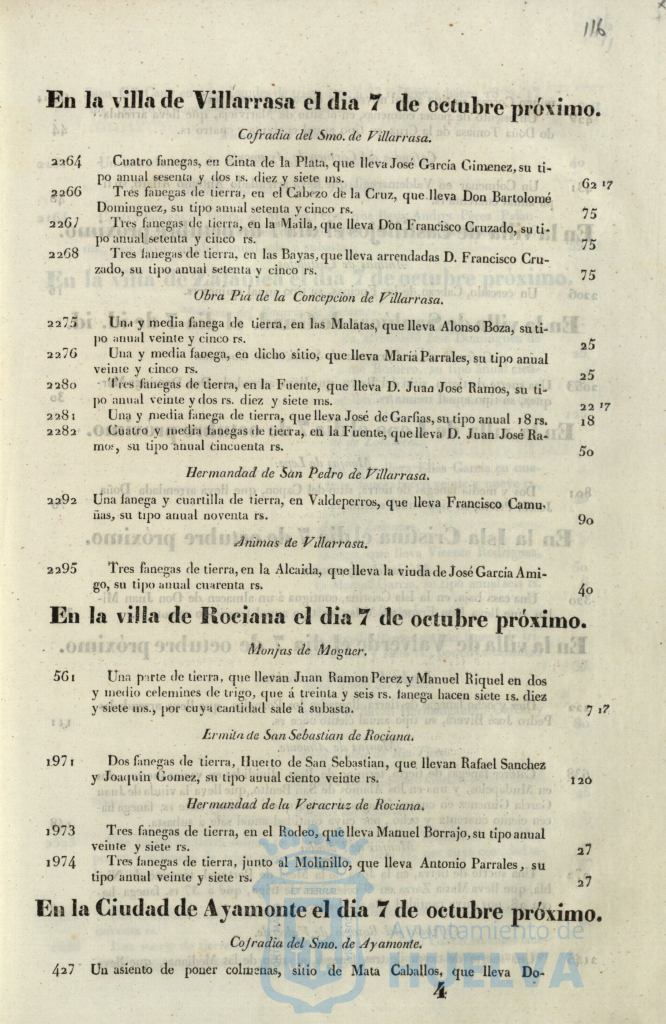 116
En la villa de Villarrasa el dia 7 de octubre próximo.
Cofradia del Smo. de Villarrasa.
2264 Cuatro fanegas, en Cinta de la Plata, que lleva José García Gimenez, su ti-
po anual sesenta y dos rs. diez y siete ms. 62 17
2266 Tres fanegas de tierra, en el Cabezo de la Cruz, que lleva Don Bartolomé
Dominguez, su tipo anual setenta y cinco rs. 75
2267 Tres fanegas de tierra, en la Maila, que lleva Don Francisco Cruzado, su ti-
po anual setenta y cinco rs. 75
2268 Tres fanegas de tierra, en las Bayas, que lleva arrendadas D. Francisco Cru-
zado, su tipo anual setenta y cinco rs. 75
Obra Pia de la Concepcion de Villarrasa.
2275 Una y media fanega de tierra, en las Malatas, que lleva Alonso Boza, su ti-
po anual veinte y cinco rs. 25
2276 Una y media fanega, en dicho sitio, que lleva María Parrales, su tipo anual
veinte y cinco rs. 25
2280 Tres fanegas de tierra, en la Fuente, que lleva D. Juan José Ramos, su ti-
po anual veinte y dos rs. diez y siete ms. 22 17
2281 Una y media fanega de tierra, que lleva José de Garfias, su tipo anual 18 rs. 18
2282 Cuatro y media fanegas de tierra, en la Fuente, que lleva D. Juan José Ra-
mos, su tipo anual cincuenta rs. 50
Hermandad de San Pedro de Villarrasa.
2292 Una fanega y cuartilla de tierra, en Valdeperros, que lleva Francisco Camu-
ñas, su tipo anual noventa rs. 90
Animas de Villarrasa.
2295 Tres fanegas de tierra, en la Alcaida, que lleva la viuda de José García Ami-
go, su tipo anual cuarenta rs. 40
En la villa de Rociana el dia 7 de octubre próximo.
Monjas de Moguer.
561 Una parte de tierra, que llevan Juan Ramon Perez y Manuel Riquel en dos
y medio celemines de trigo, que á treinta y seis rs. fanega hacen siete rs. diez
y siete ms., por cuya cantidad sale á subasta. 7 17
Ermita de San Sebastian de Rociana.
1971 Dos fanegas de tierra, Huerto de San Sebastian, que llevan Rafael Sanchez
y Joaquin Gomez, su tipo anual ciento veinte rs. 120
Hermandad de la Veracruz de Rociana.
1973 Tres fanegas de tierra, en el Rodeo, que lleva Manuel Borrajo, su tipo anual
veinte y siete rs. 27
1974 Tres fanegas de tierra, junto al Molinillo, que lleva Antonio Parrales, su
tipo anual veinte y siete rs. 27
En la Ciudad de Ayamonte el dia 7 de octubre próximo.
Cofradia del Smo. de Ayamonte.
427 Un asiento de poner colmenas, sitio de Mata Caballos, que lleva Do-
4
Ayuntamiento de
HUELVA